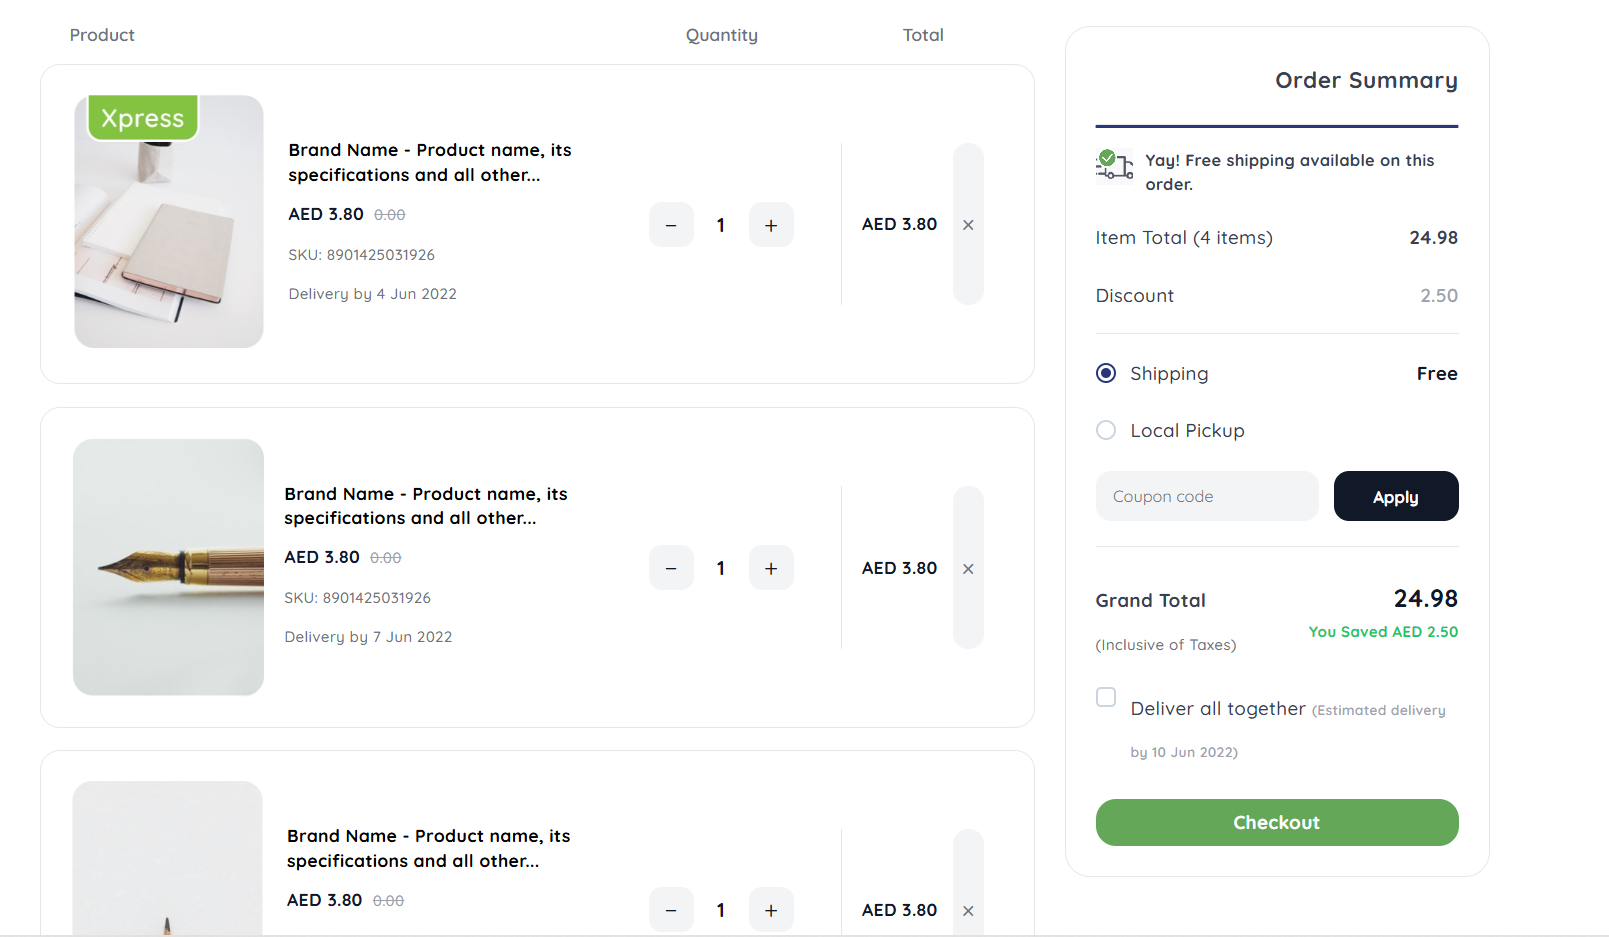 Product Quantity Total
Xpress
Brand Name - Product name, its
specifications and all other...
AED 3.80 0.00
SKU: 8901425031926
Delivery by 4 Jun 2022
− 1 +
AED 3.80 ×
Brand Name - Product name, its
specifications and all other...
AED 3.80 0.00
SKU: 8901425031926
Delivery by 7 Jun 2022
− 1 +
AED 3.80 ×
Brand Name - Product name, its
specifications and all other...
AED 3.80 0.00
− 1 +
AED 3.80 ×
Order Summary
Yay! Free shipping available on this
order.
Item Total (4 items) 24.98
Discount 2.50
Shipping Free
Local Pickup
Coupon code Apply
Grand Total 24.98
You Saved AED 2.50
(Inclusive of Taxes)
Deliver all together (Estimated delivery
by 10 Jun 2022)
Checkout